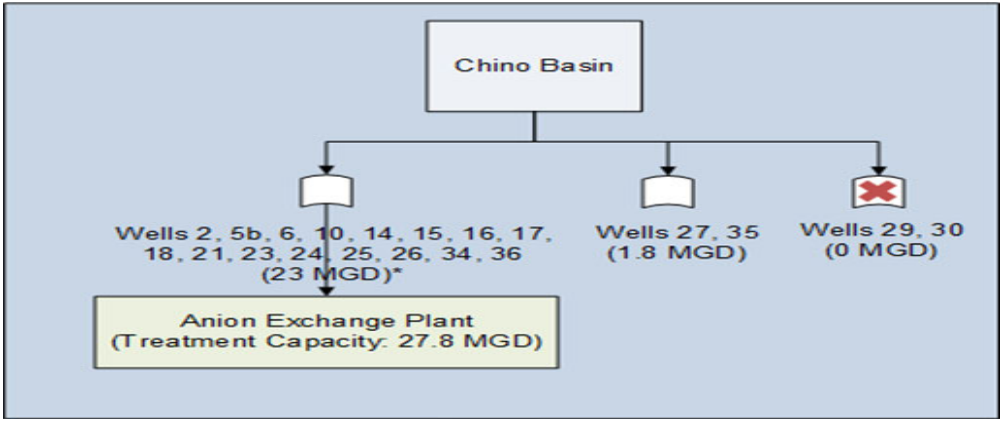 Chino Basin
Wells 2, 5b, 6, 10, 14, 15, 16, 17,
18, 21, 23, 24, 25, 26, 34, 36
(23 MGD)*
Wells 27, 35
(1.8 MGD)
Wells 29, 30
(0 MGD)
Anion Exchange Plant
(Treatment Capacity: 27.8 MGD)